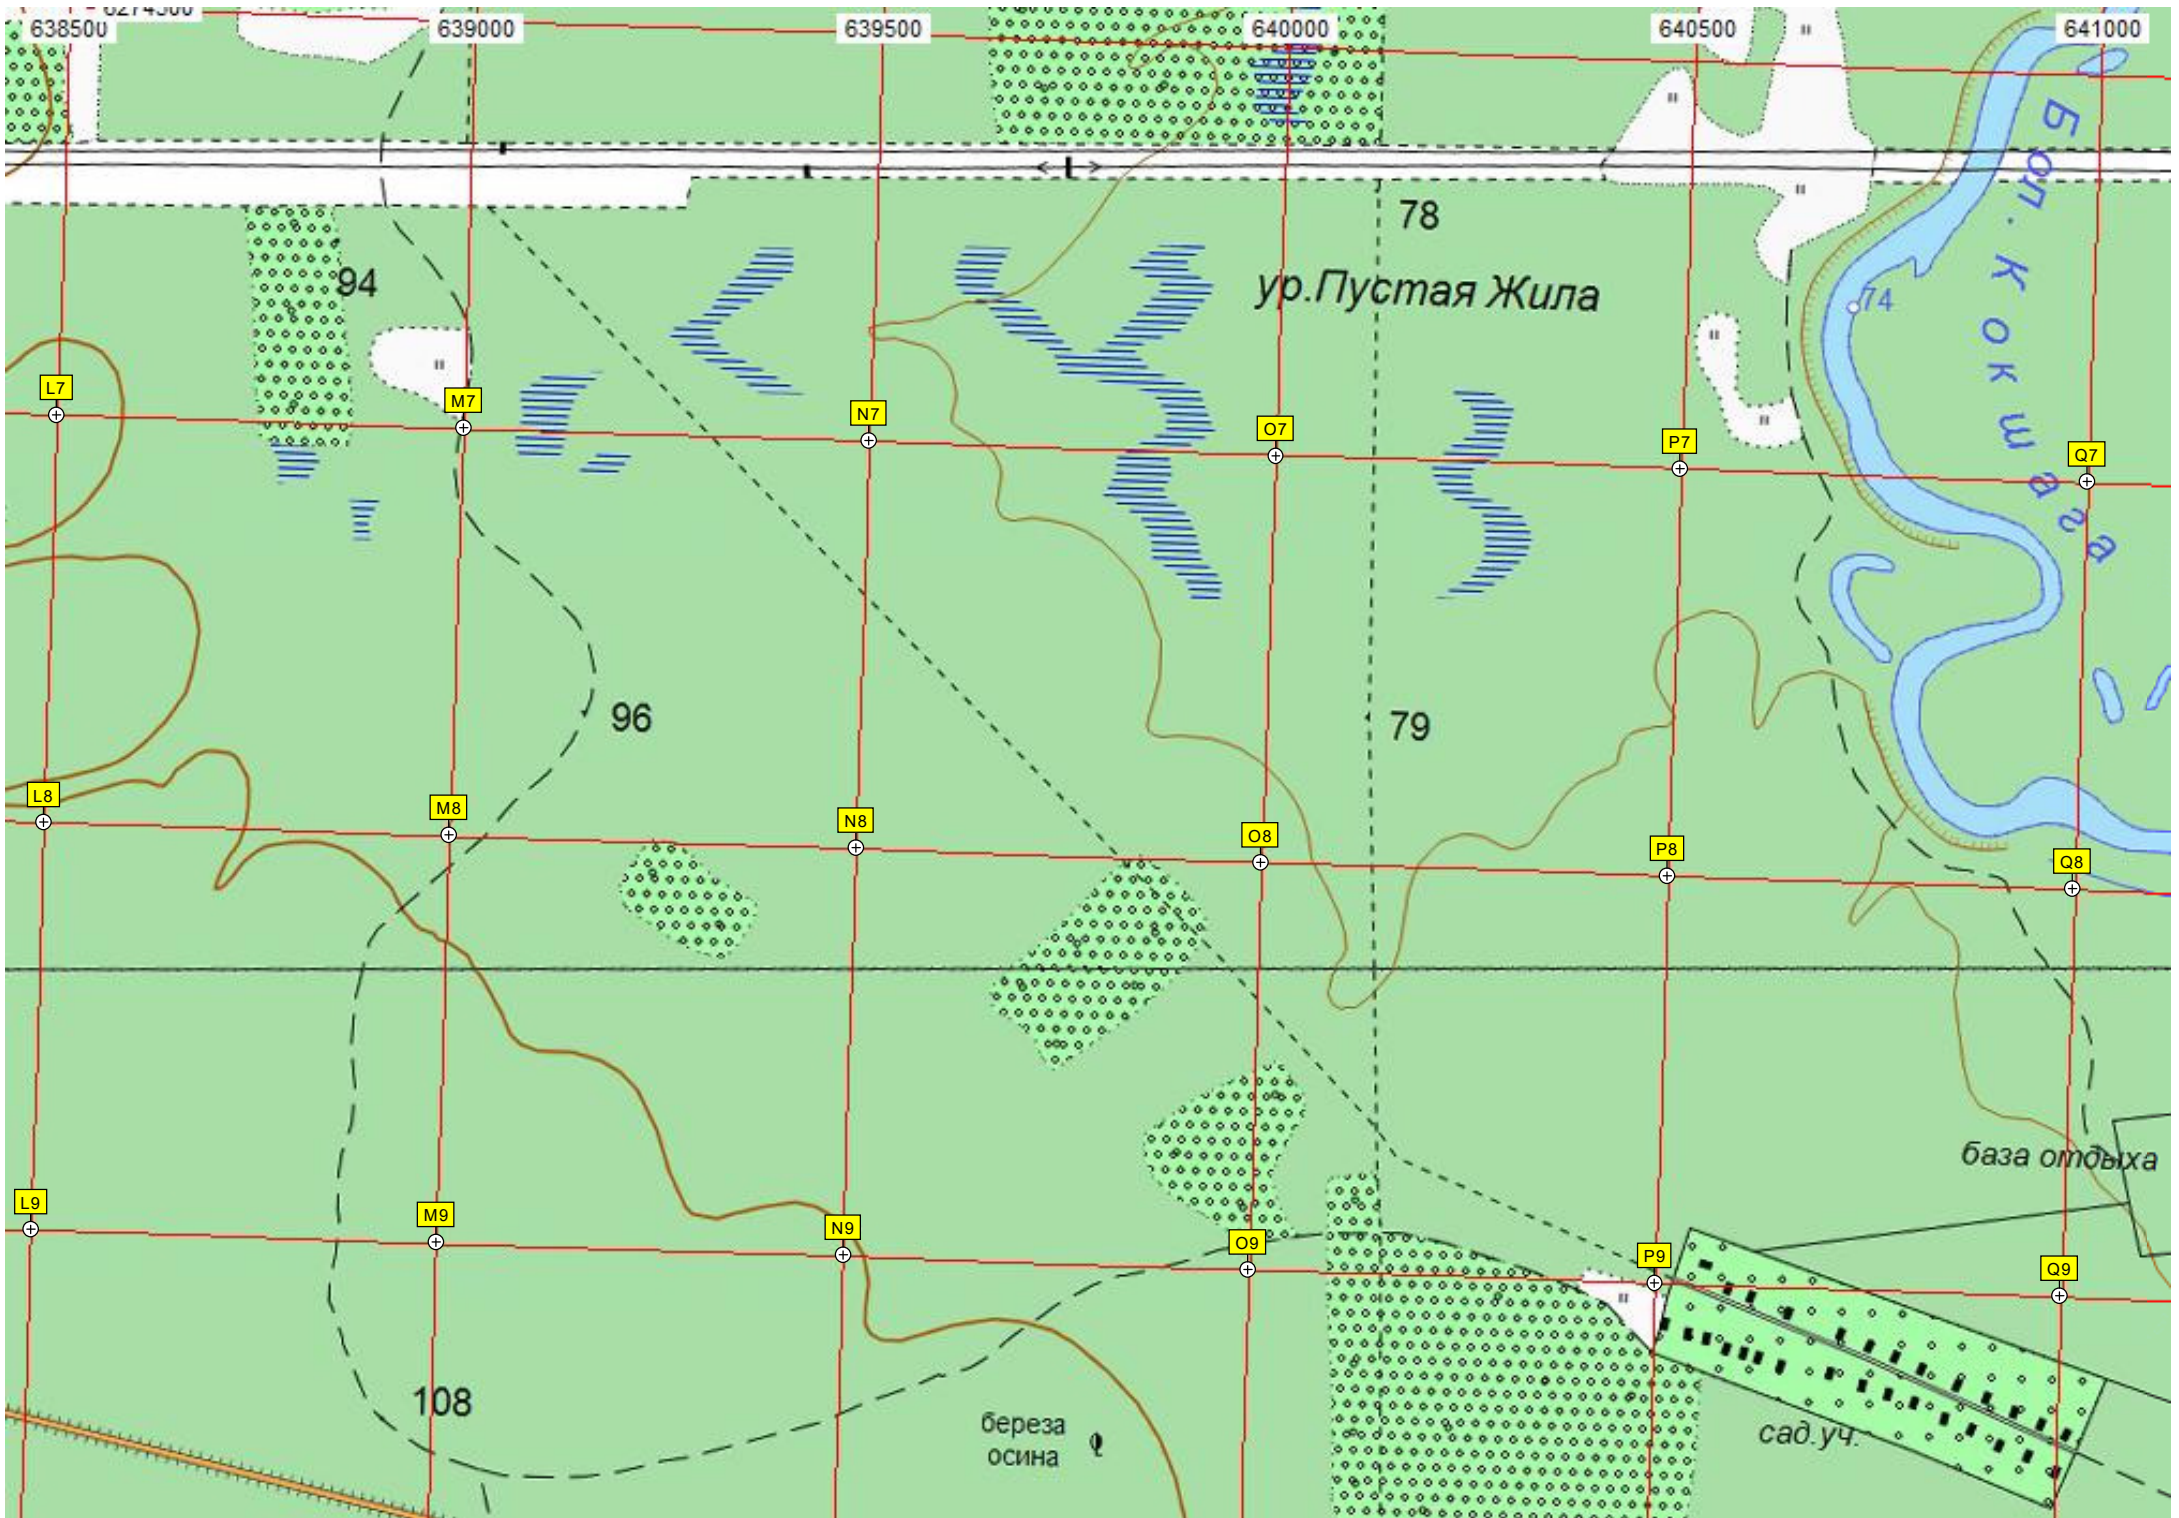 6274500
638500 639000 639500 640000 640500 641000
78
94
ур.Пустая Жила
74
Бол. Кокшага
L7 M7 N7 O7 P7 Q7
96
79
L8 M8 N8 O8 P8 Q8
база отдыха
L9 M9 N9 O9 P9 Q9
108
береза
осина
сад.уч.